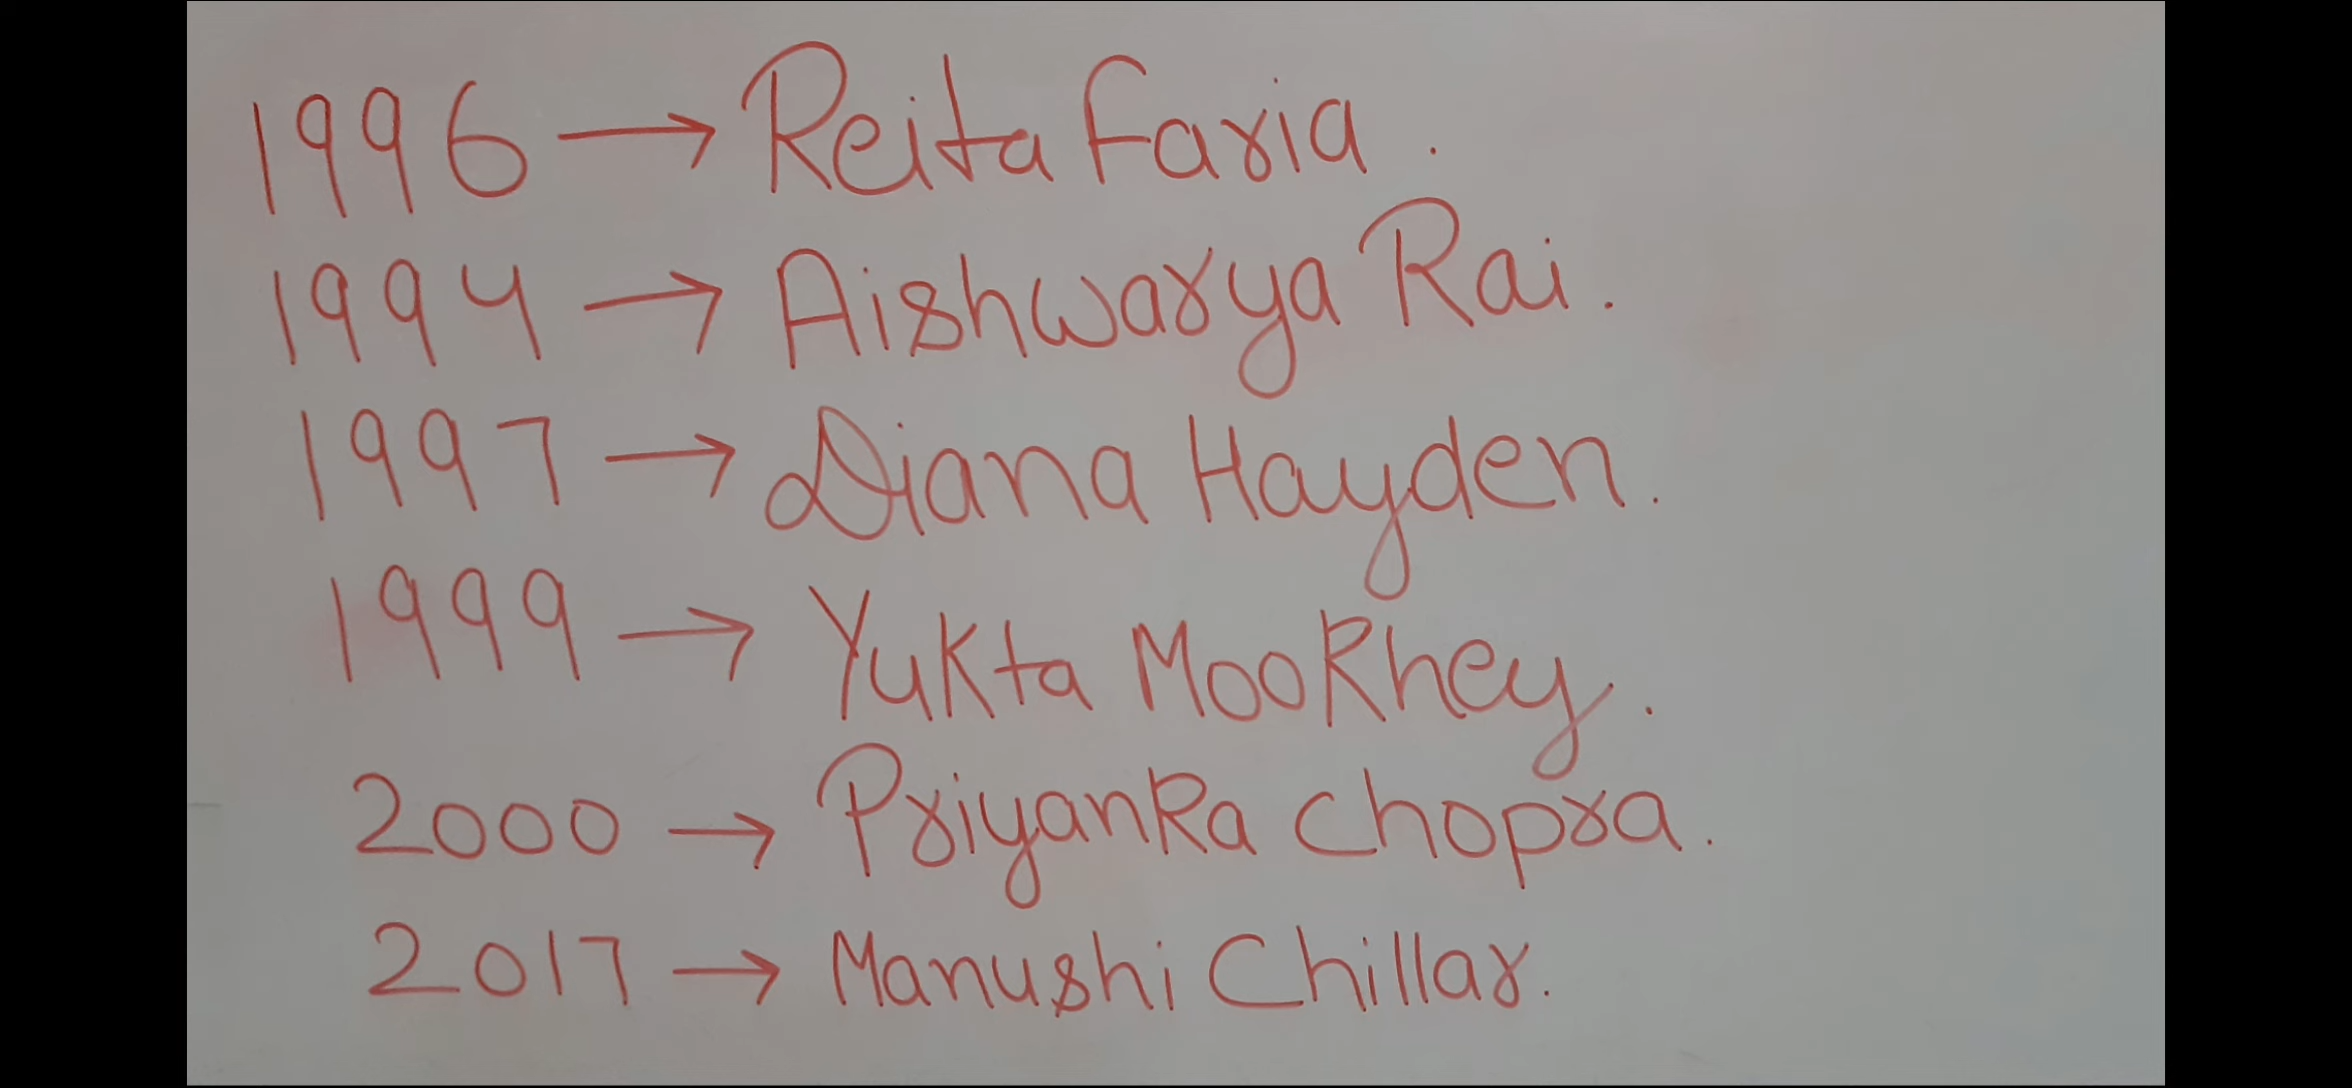 1996 → Reita Faria.
1994 → Aishwarya Rai.
1997 → Diana Hayden.
1999 → Yukta Mookhey.
2000 → Priyanka Chopra.
2017 → Manushi Chillar.